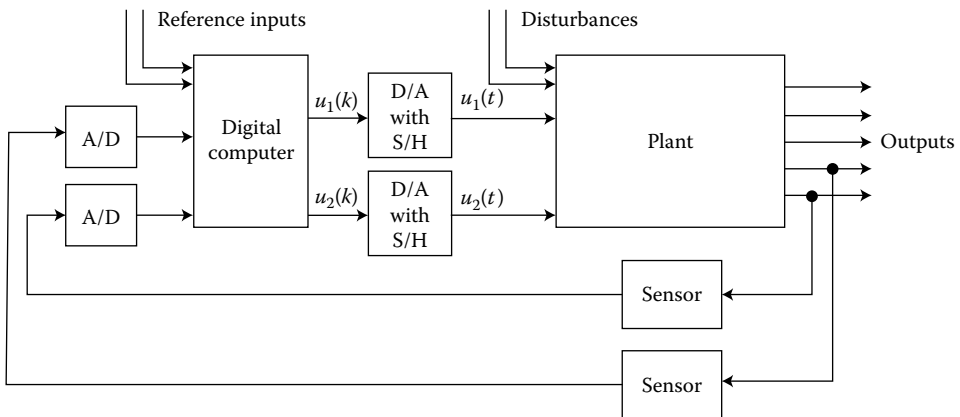 Reference inputs
Disturbances
u₁(k)
D/A
with
S/H
u₁(t)
A/D
Digital
computer
Plant
Outputs
A/D
u₂(k)
D/A
with
S/H
u₂(t)
Sensor
Sensor